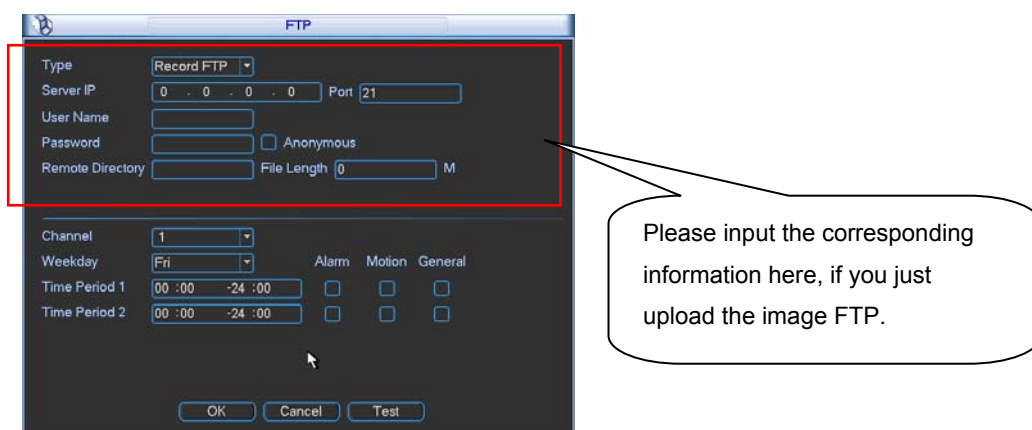 FTP
Type Record FTP
Server IP 0 . 0 . 0 . 0 Port 21
User Name
Password Anonymous
Remote Directory File Length 0 M
Channel 1
Weekday Fri Alarm Motion General
Time Period 1 00 :00 -24 :00
Time Period 2 00 :00 -24 :00
OK Cancel Test
Please input the corresponding
information here, if you just
upload the image FTP.